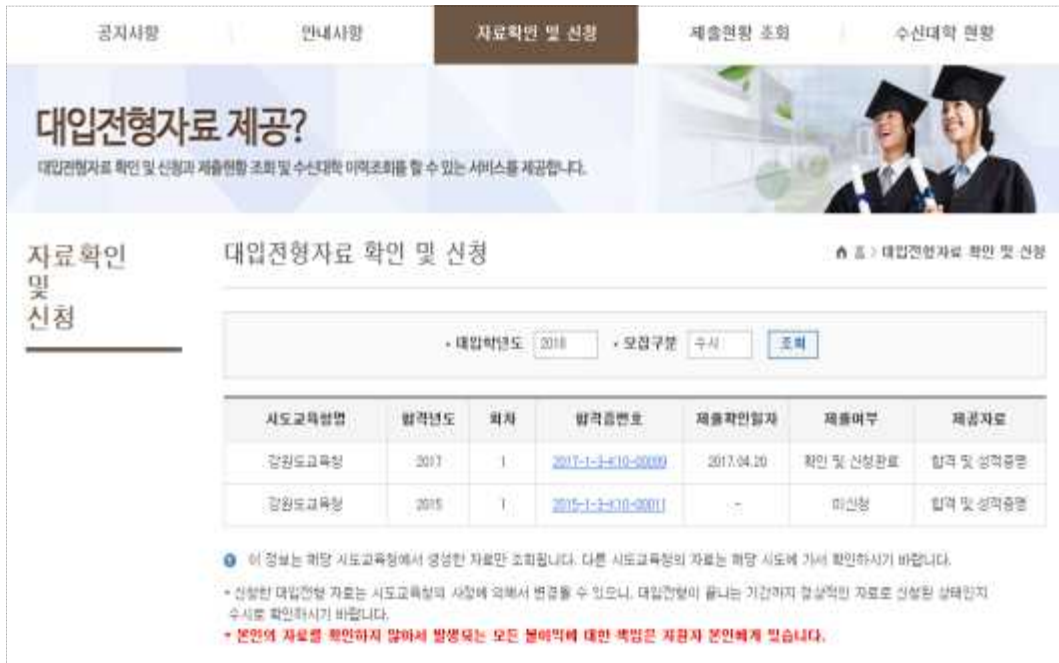 공지사항 안내사항 자료확인 및 신청 제출현황 조회 수신대학 현황
대입전형자료 제공?
대입전형자료 확인 및 신청과 제출현황 조회 및 수신대학 이력조회를 할 수 있는 서비스를 제공합니다.
자료확인
및
신청
대입전형자료 확인 및 신청
홈 > 대입전형자료 확인 및 신청
• 대입학년도 2018 • 모집구분 수시 조회
시도교육청명 합격년도 회차 합격증번호 제출확인일자 제출여부 제공자료
강원도교육청 2017 1 2017-1-3-K10-00099 2017.04.20 확인 및 신청완료 합격 및 성적증명
강원도교육청 2015 1 2015-1-3-K10-00011 - 미신청 합격 및 성적증명
이 정보는 해당 시도교육청에서 생성한 자료만 조회됩니다. 다른 시도교육청의 자료는 해당 시도에 가서 확인하시기 바랍니다.
* 신청한 대입전형 자료는 시도교육청의 사정에 의해서 변경될 수 있으니, 대입전형이 끝나는 기간까지 정상적인 자료로 신청된 상태인지
수시로 확인하시기 바랍니다.
* 본인의 자료를 확인하지 않아서 발생되는 모든 불이익에 대한 책임은 지원자 본인에게 있습니다.